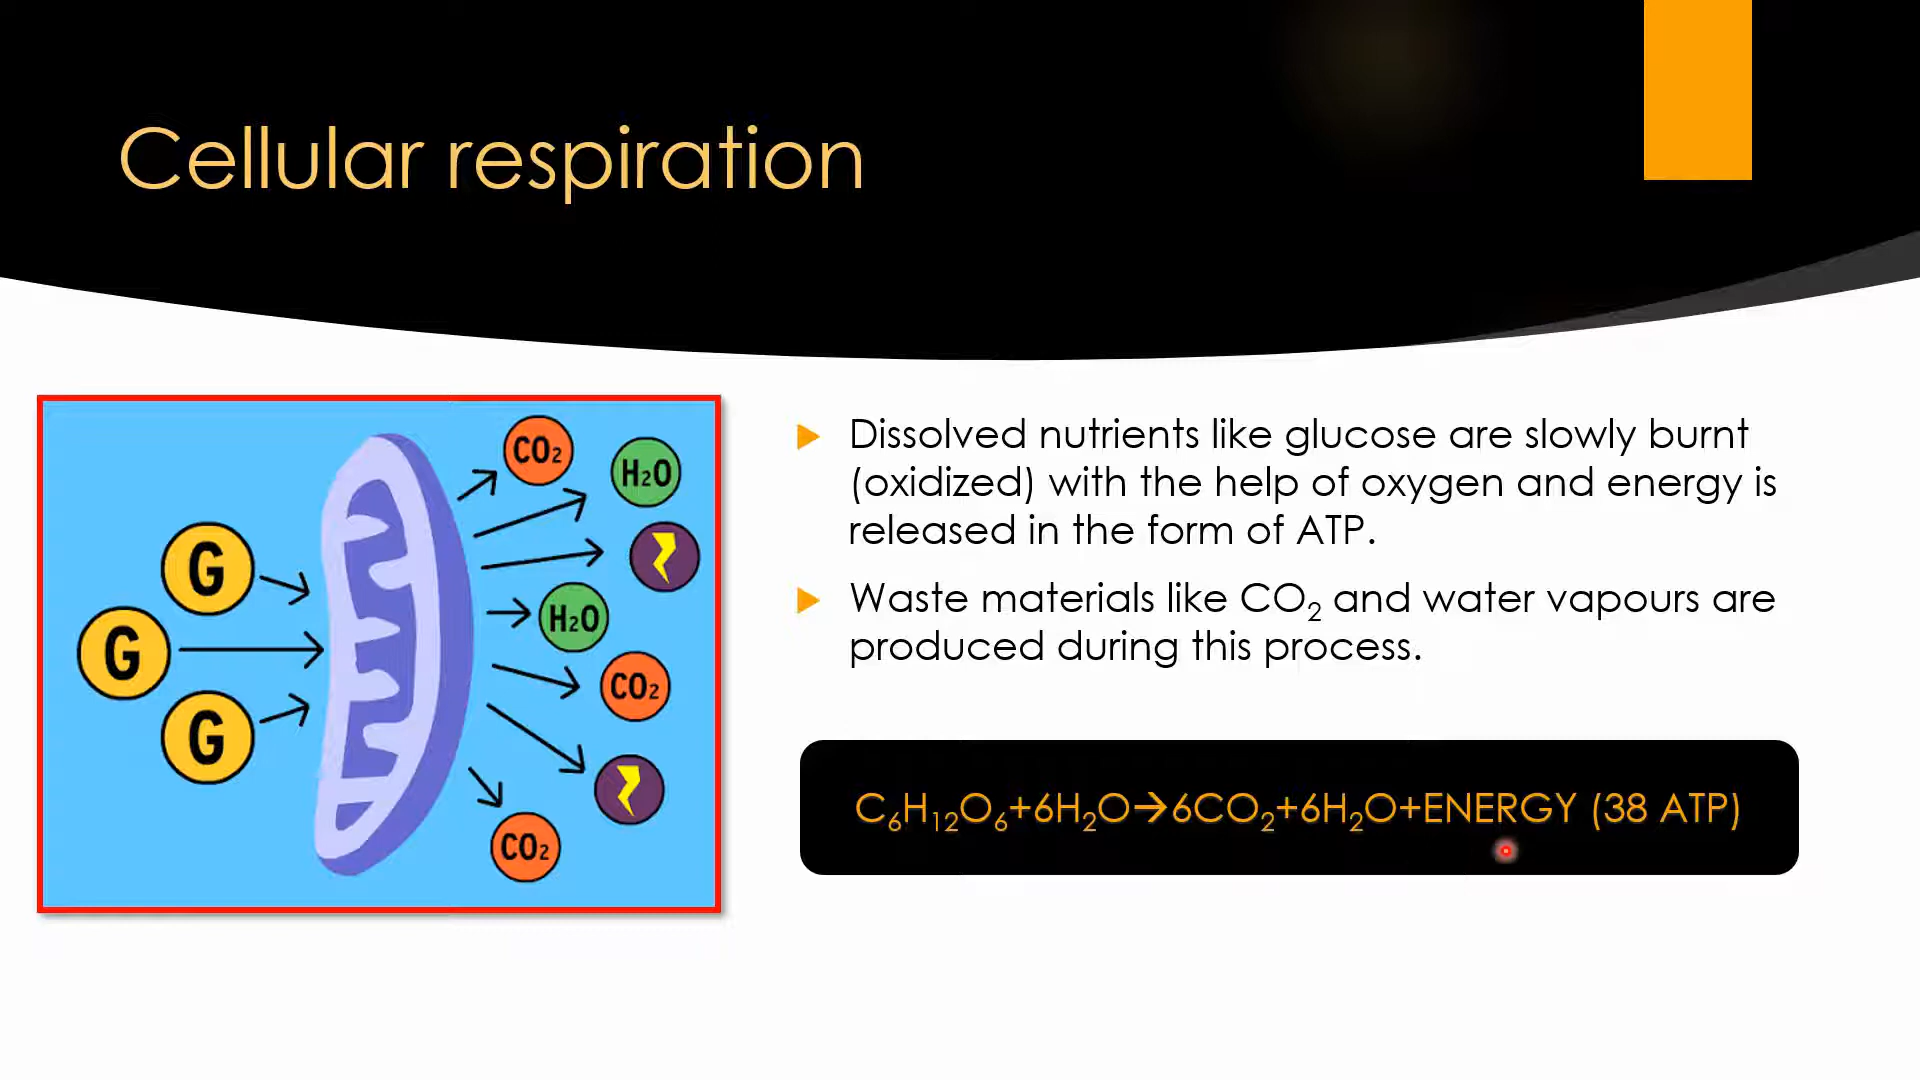 Cellular respiration
CO₂
H₂O
G
H₂O
G
CO₂
G
CO₂
Dissolved nutrients like glucose are slowly burnt
(oxidized) with the help of oxygen and energy is
released in the form of ATP.
Waste materials like CO₂ and water vapours are
produced during this process.
C₆H₁₂O₆+6H₂O→6CO₂+6H₂O+ENERGY (38 ATP)